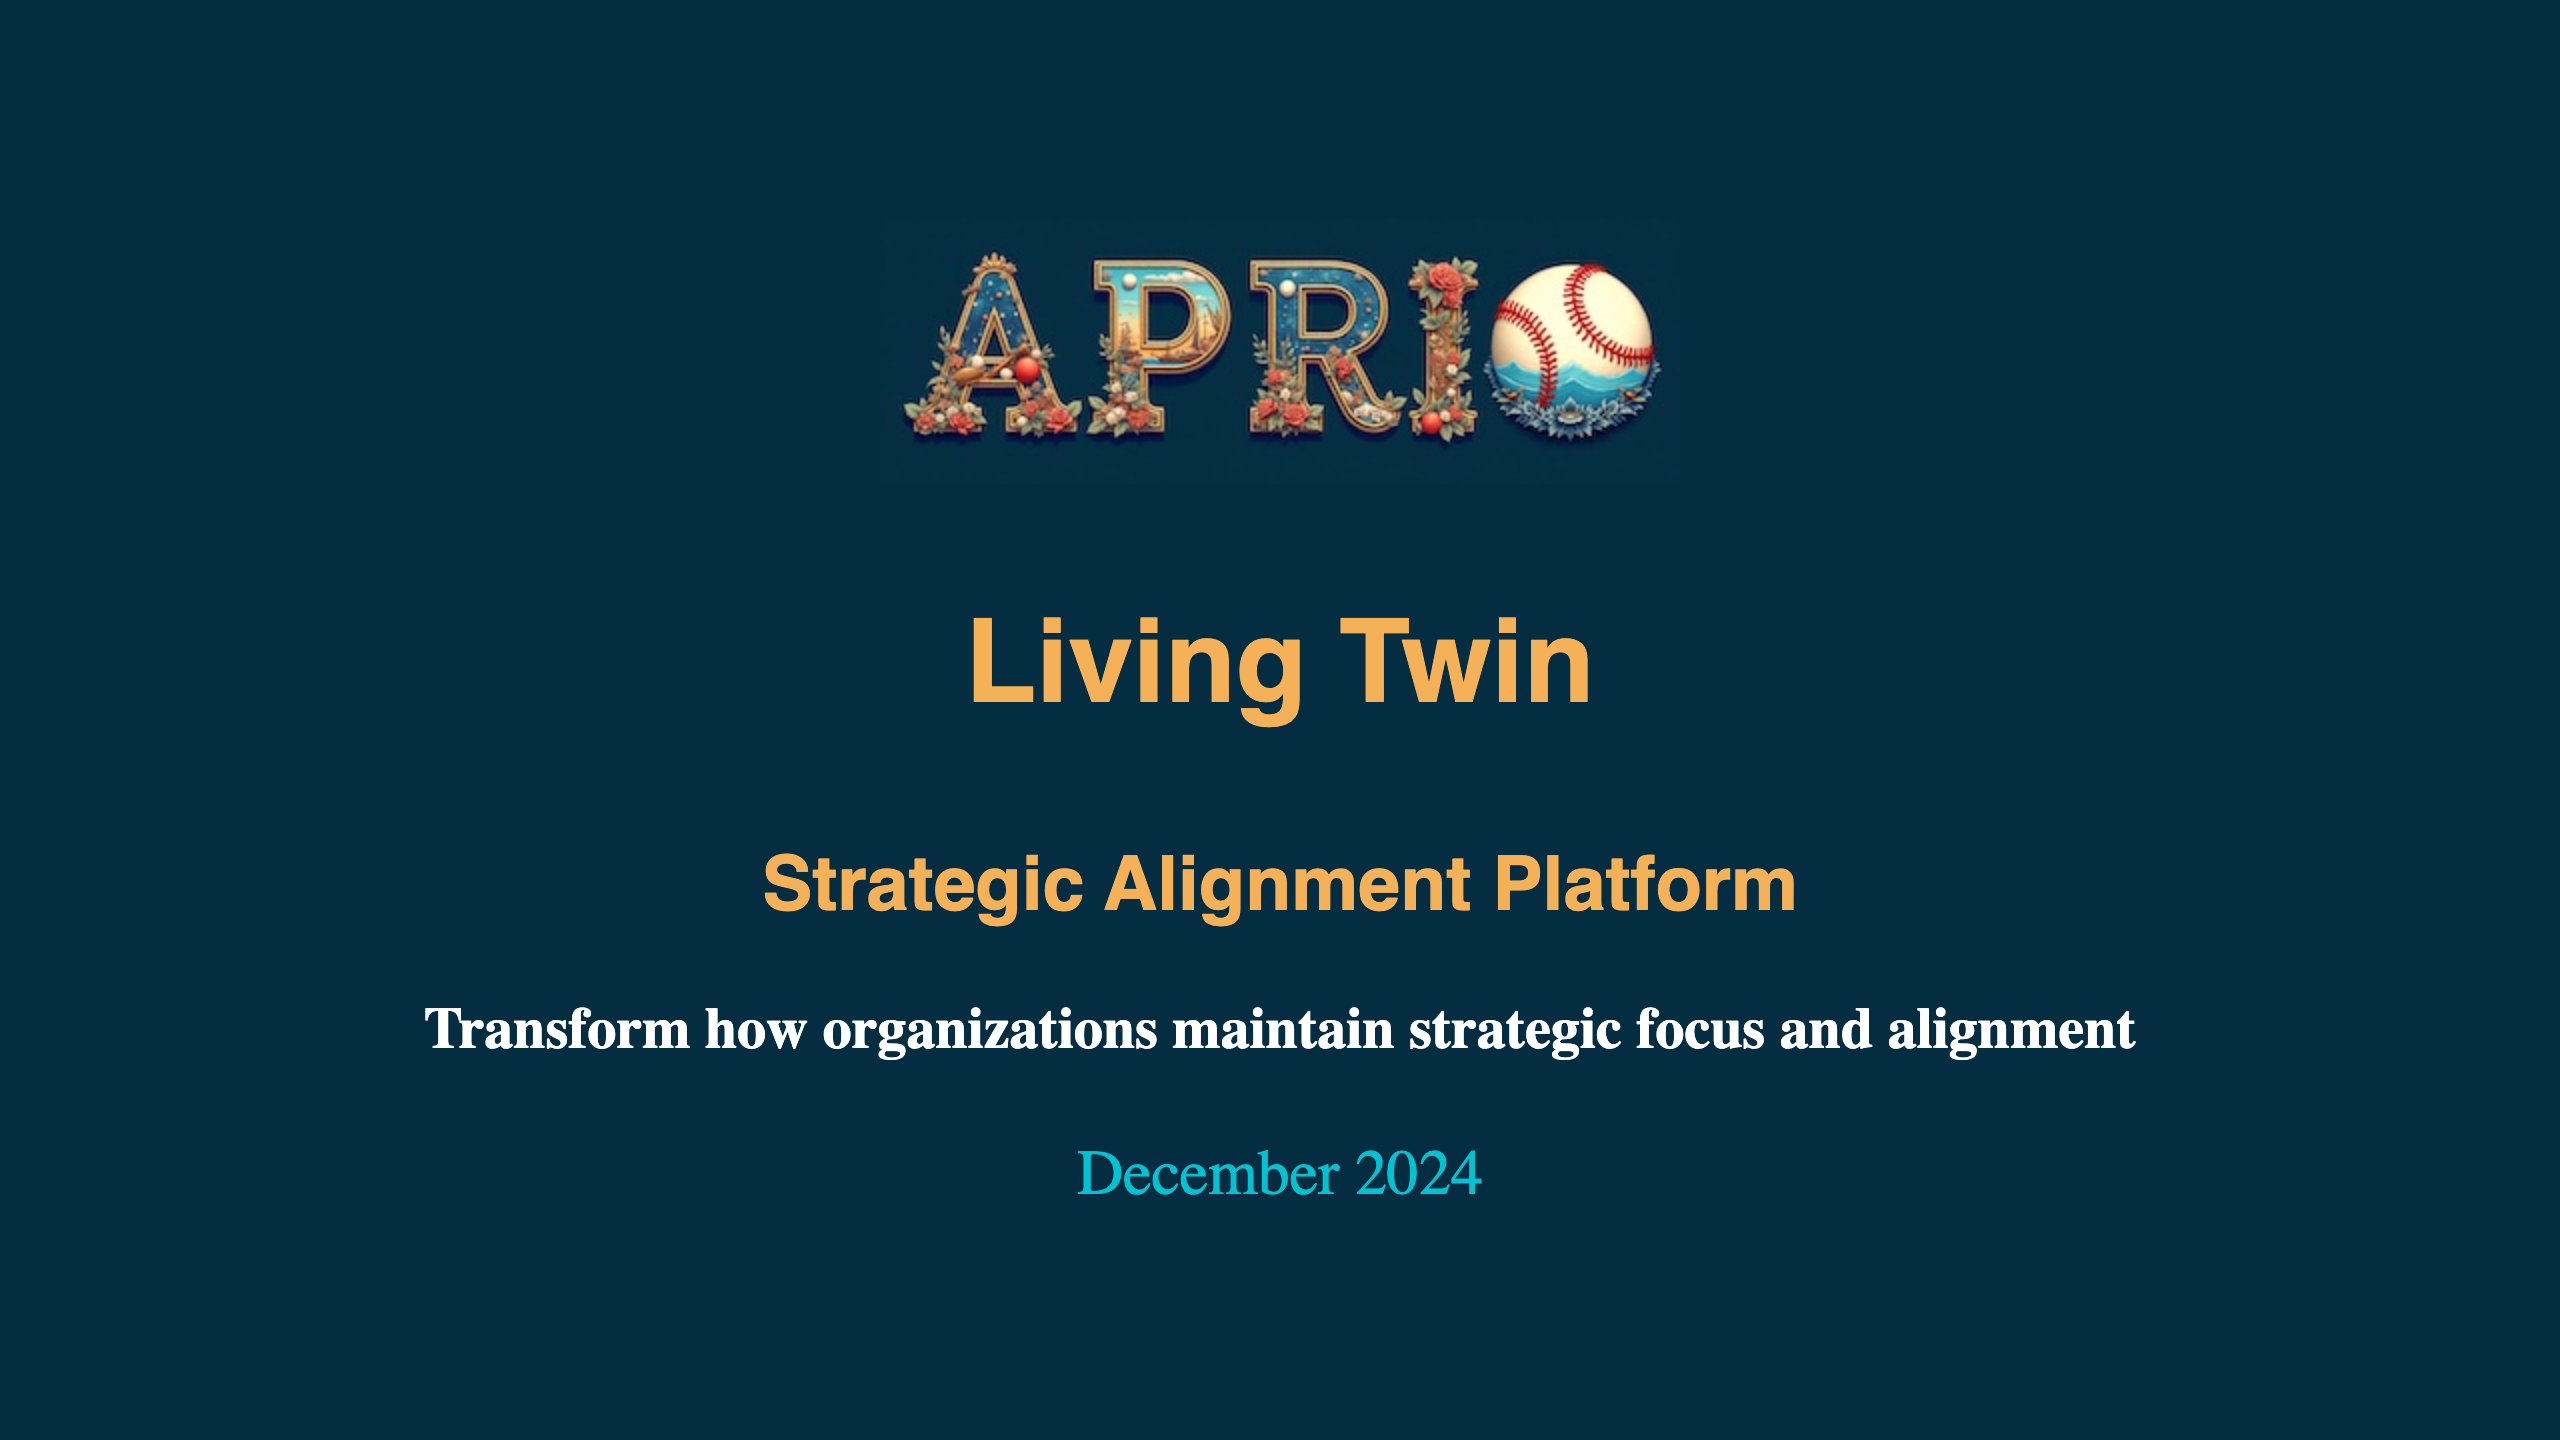 APRIO
Living Twin
Strategic Alignment Platform
Transform how organizations maintain strategic focus and alignment
December 2024